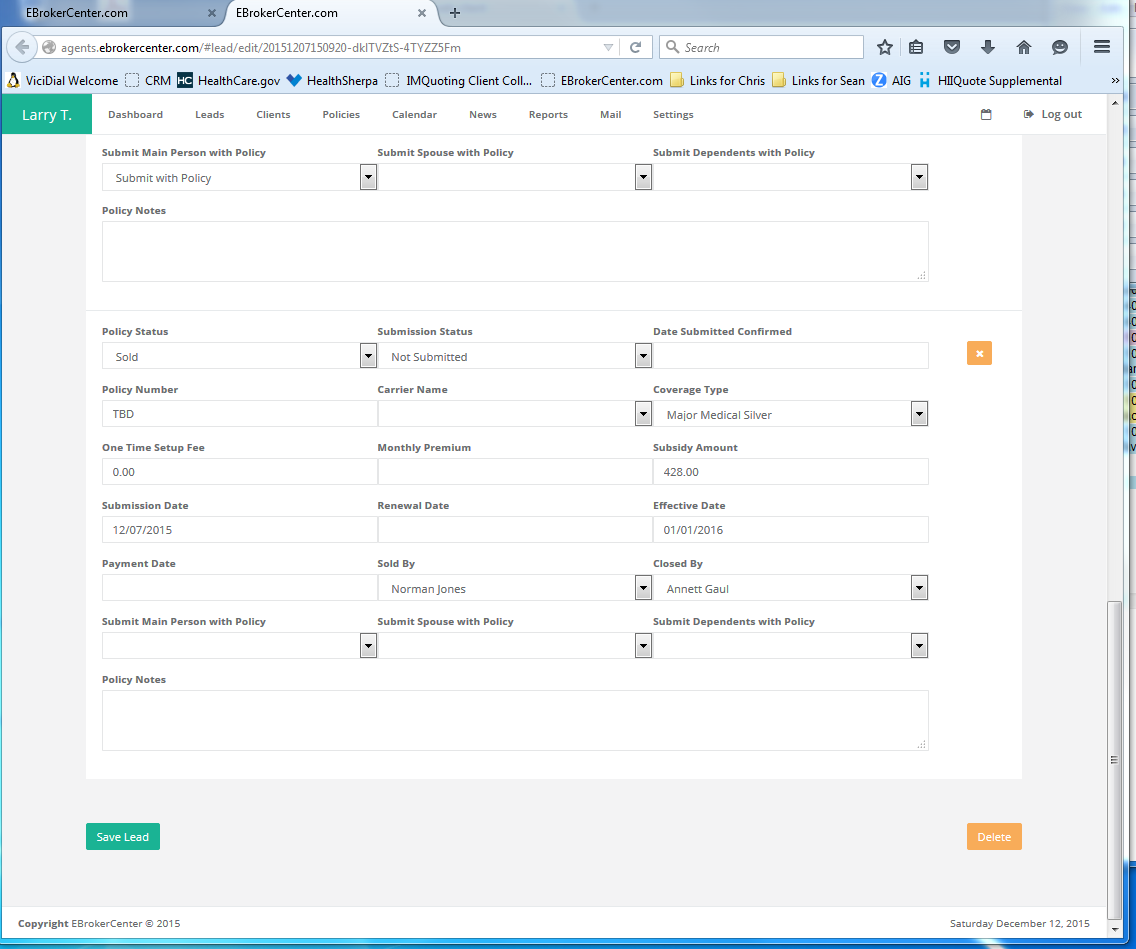 EBrokerCenter.com EBrokerCenter.com
agents.ebrokercenter.com/#lead/edit/20151207150920-dkITVZtS-4TYZZ5Fm Search
ViciDial Welcome CRM HC HealthCare.gov HealthSherpa IMQuoting Client Coll... EBrokerCenter.com Links for Chris Links for Sean Z AIG HIIQuote Supplemental »
Larry T. Dashboard Leads Clients Policies Calendar News Reports Mail Settings Log out
Submit Main Person with Policy Submit Spouse with Policy Submit Dependents with Policy
Submit with Policy
Policy Notes
Policy Status Submission Status Date Submitted Confirmed
Sold Not Submitted
Policy Number Carrier Name Coverage Type
TBD Major Medical Silver
One Time Setup Fee Monthly Premium Subsidy Amount
0.00 428.00
Submission Date Renewal Date Effective Date
12/07/2015 01/01/2016
Payment Date Sold By Closed By
Norman Jones Annett Gaul
Submit Main Person with Policy Submit Spouse with Policy Submit Dependents with Policy
Policy Notes
Save Lead Delete
Copyright EBrokerCenter © 2015 Saturday December 12, 2015